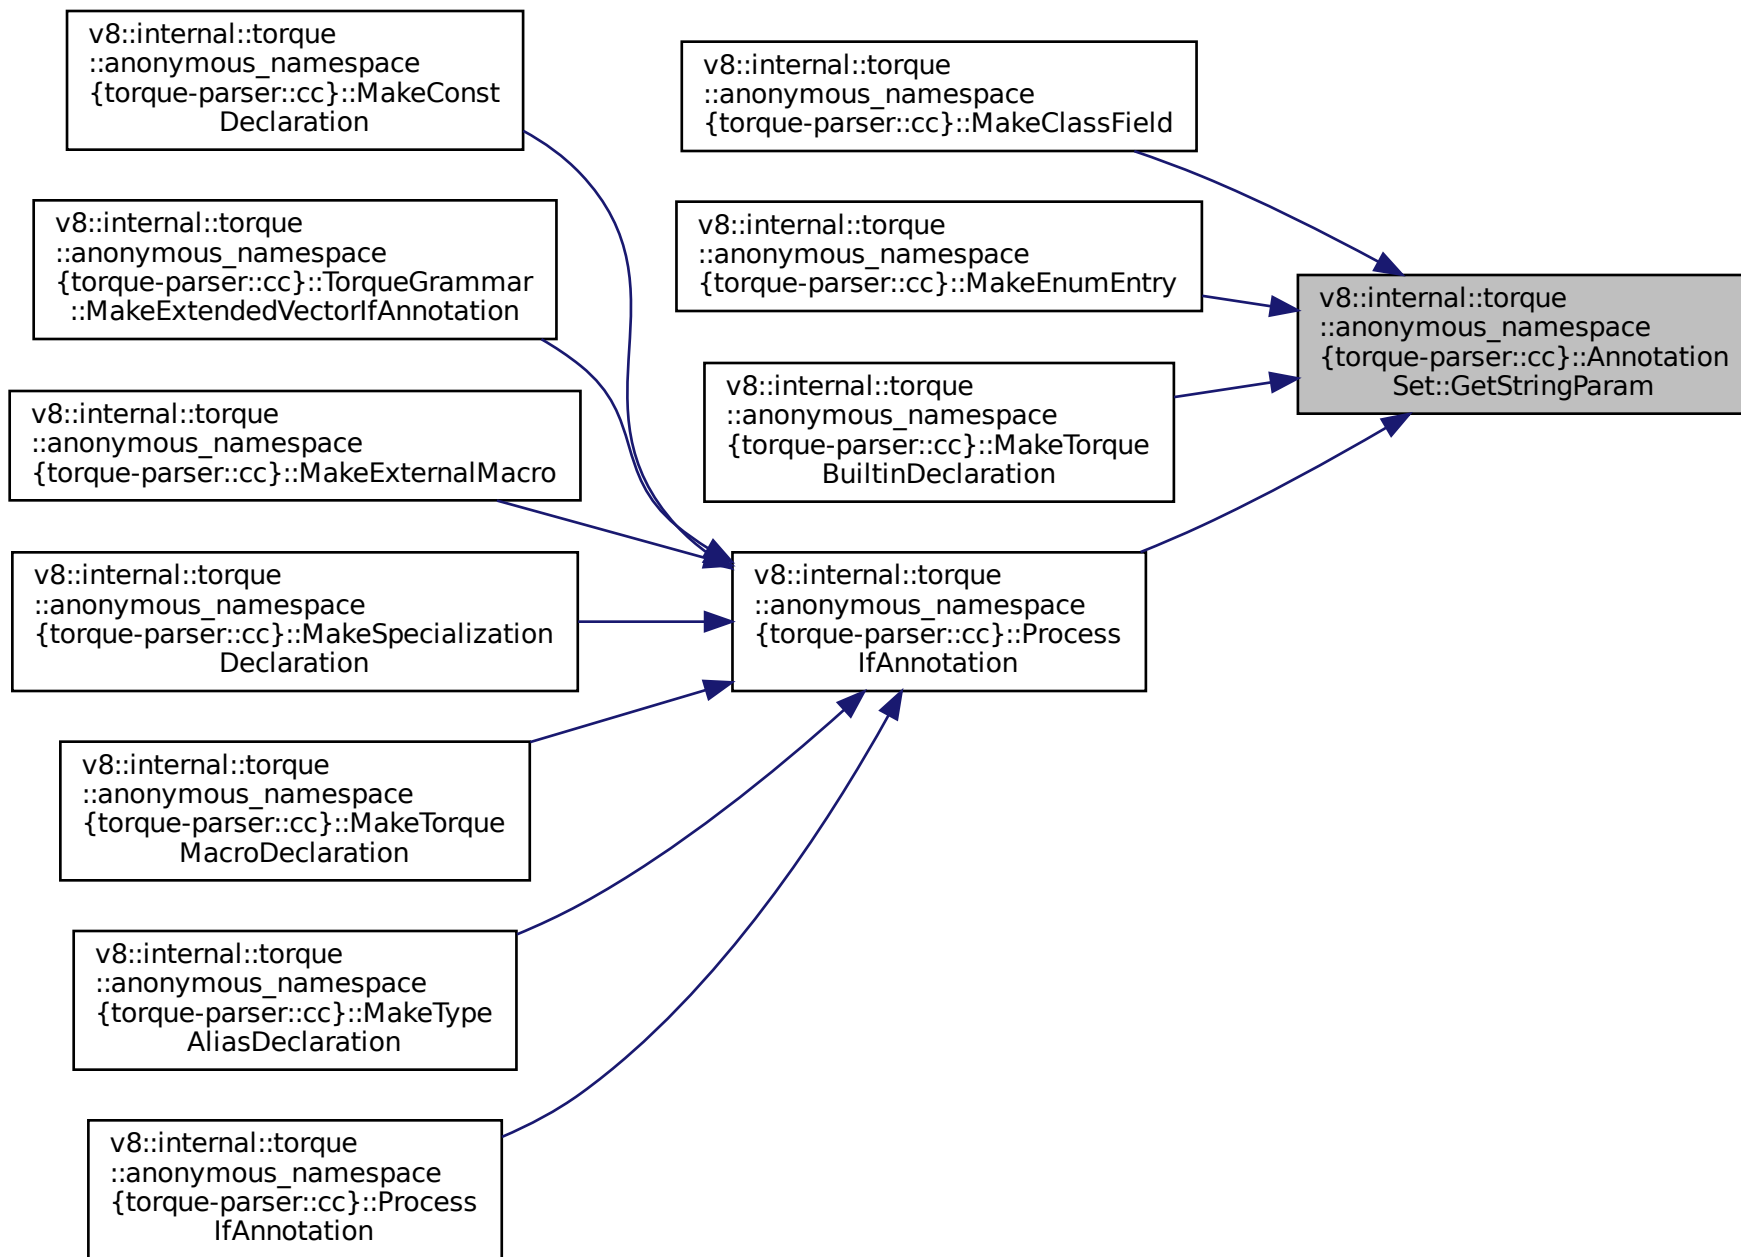 v8::internal::torque
::anonymous_namespace
{torque-parser::cc}::MakeConst
Declaration
v8::internal::torque
::anonymous_namespace
{torque-parser::cc}::TorqueGrammar
::MakeExtendedVectorIfAnnotation
v8::internal::torque
::anonymous_namespace
{torque-parser::cc}::MakeExternalMacro
v8::internal::torque
::anonymous_namespace
{torque-parser::cc}::MakeSpecialization
Declaration
v8::internal::torque
::anonymous_namespace
{torque-parser::cc}::MakeTorque
MacroDeclaration
v8::internal::torque
::anonymous_namespace
{torque-parser::cc}::MakeType
AliasDeclaration
v8::internal::torque
::anonymous_namespace
{torque-parser::cc}::Process
IfAnnotation
v8::internal::torque
::anonymous_namespace
{torque-parser::cc}::MakeClassField
v8::internal::torque
::anonymous_namespace
{torque-parser::cc}::MakeEnumEntry
v8::internal::torque
::anonymous_namespace
{torque-parser::cc}::MakeTorque
BuiltinDeclaration
v8::internal::torque
::anonymous_namespace
{torque-parser::cc}::Process
IfAnnotation
v8::internal::torque
::anonymous_namespace
{torque-parser::cc}::Annotation
Set::GetStringParam